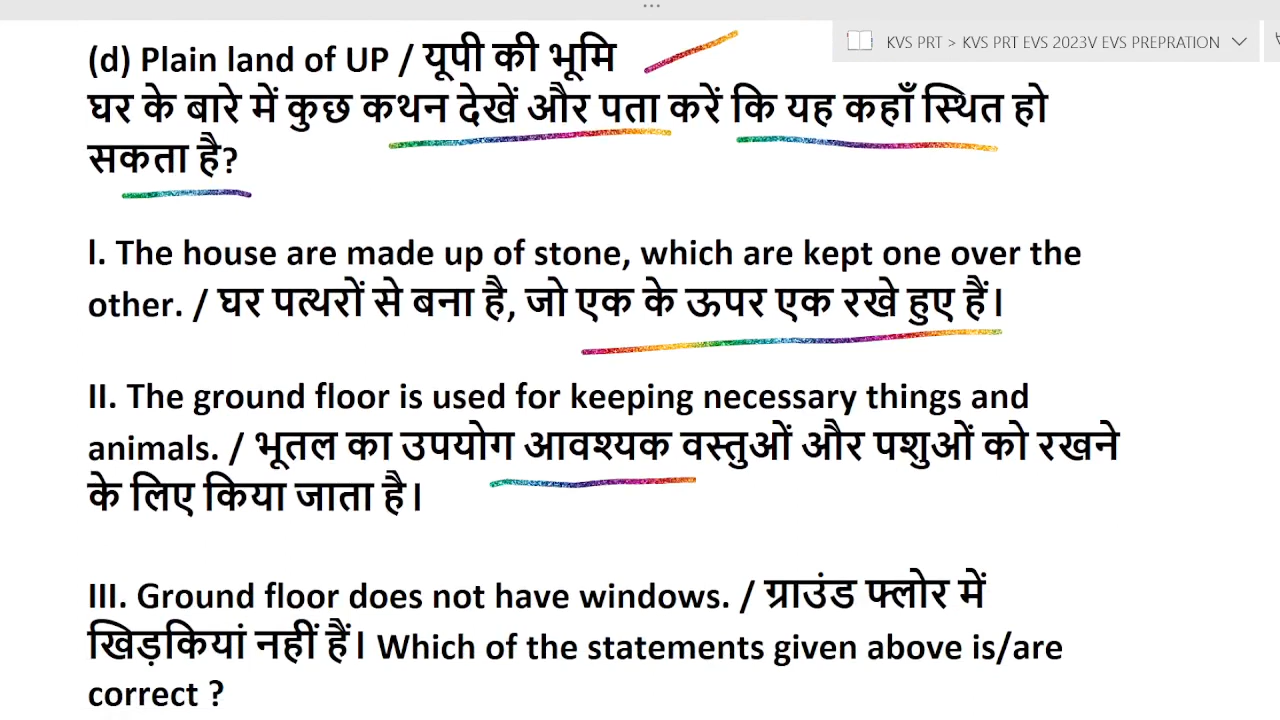 KVS PRT > KVS PRT EVS 2023V EVS PREPRATION
(d) Plain land of UP / यूपी की भूमि
घर के बारे में कुछ कथन देखें और पता करें कि यह कहाँ स्थित हो
सकता है?
l. The house are made up of stone, which are kept one over the
other. / घर पत्थरों से बना है, जो एक के ऊपर एक रखे हुए हैं।
II. The ground floor is used for keeping necessary things and
animals. / भूतल का उपयोग आवश्यक वस्तुओं और पशुओं को रखने
के लिए किया जाता है।
III. Ground floor does not have windows. / ग्राउंड फ्लोर में
खिड़कियां नहीं हैं। Which of the statements given above is/are
correct ?